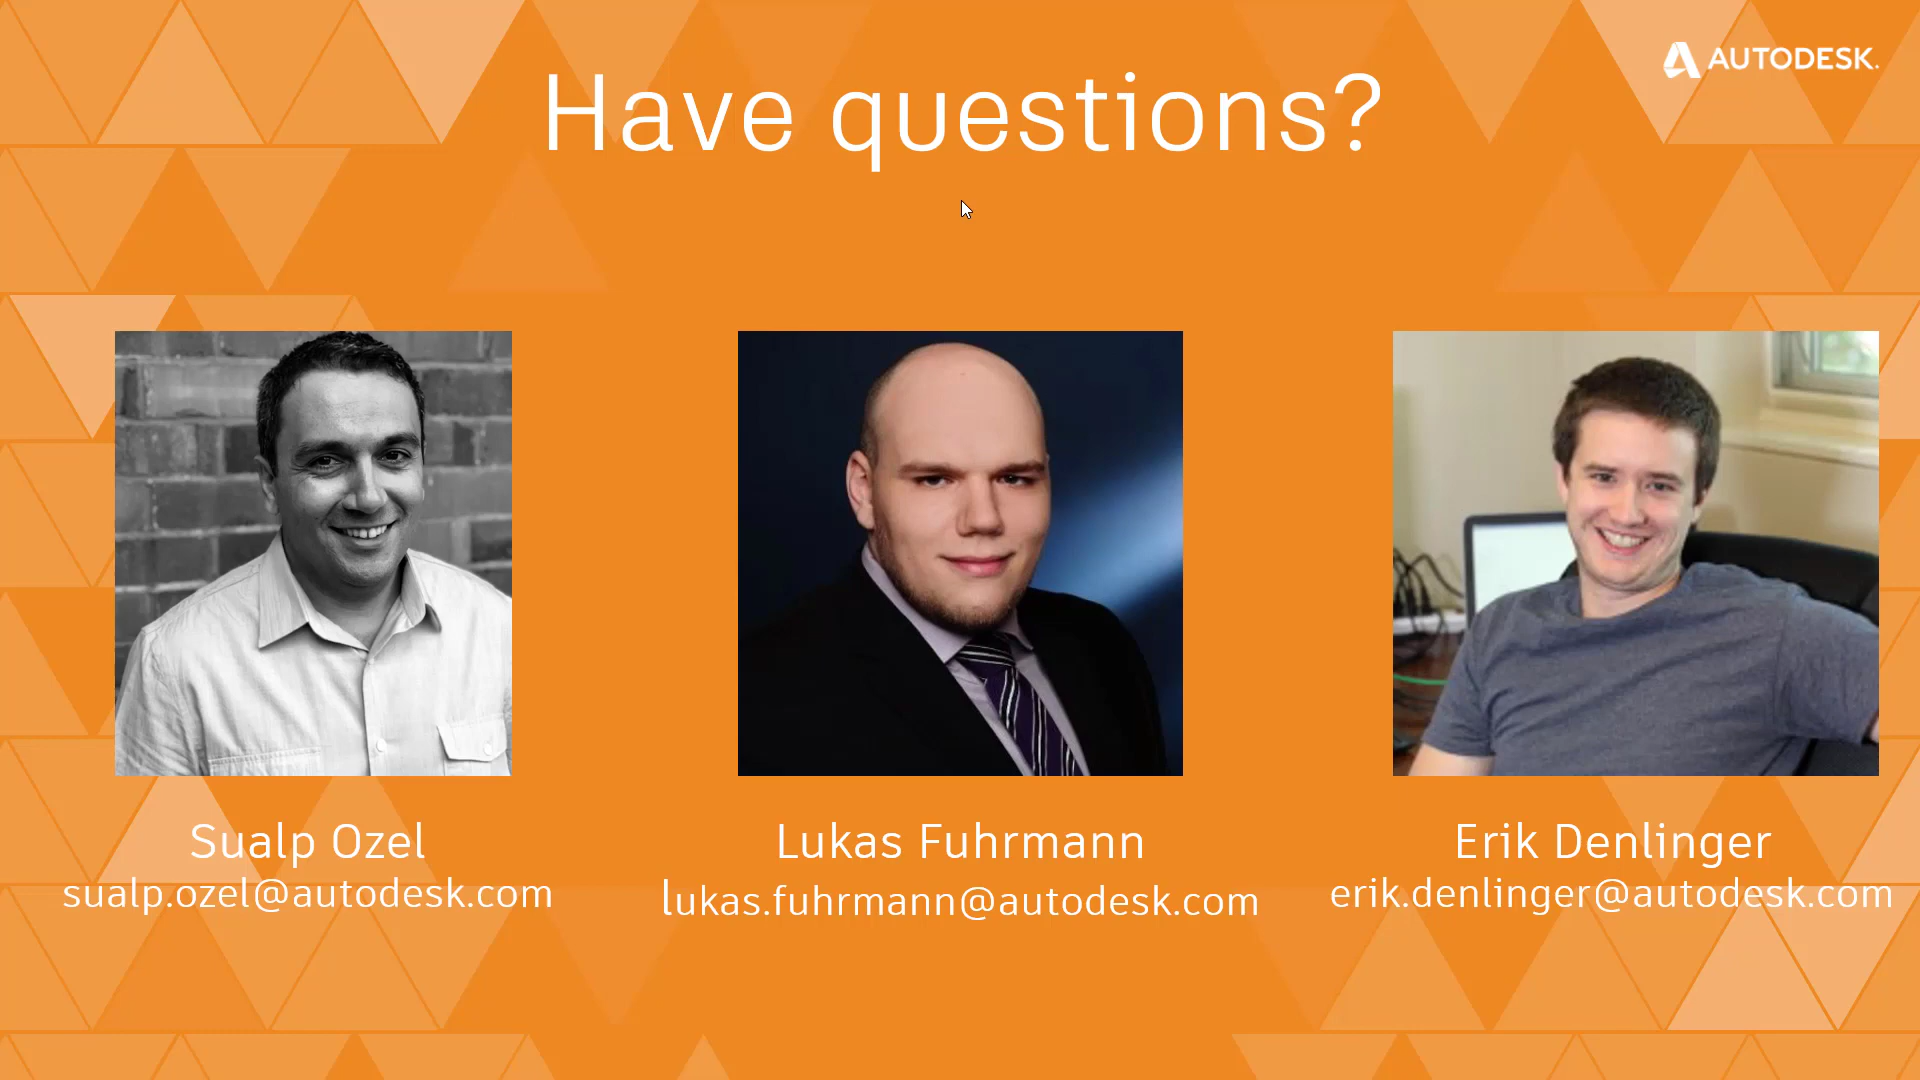 AUTODESK.
Have questions?
Sualp Ozel
sualp.ozel@autodesk.com
Lukas Fuhrmann
lukas.fuhrmann@autodesk.com
Erik Denlinger
erik.denlinger@autodesk.com